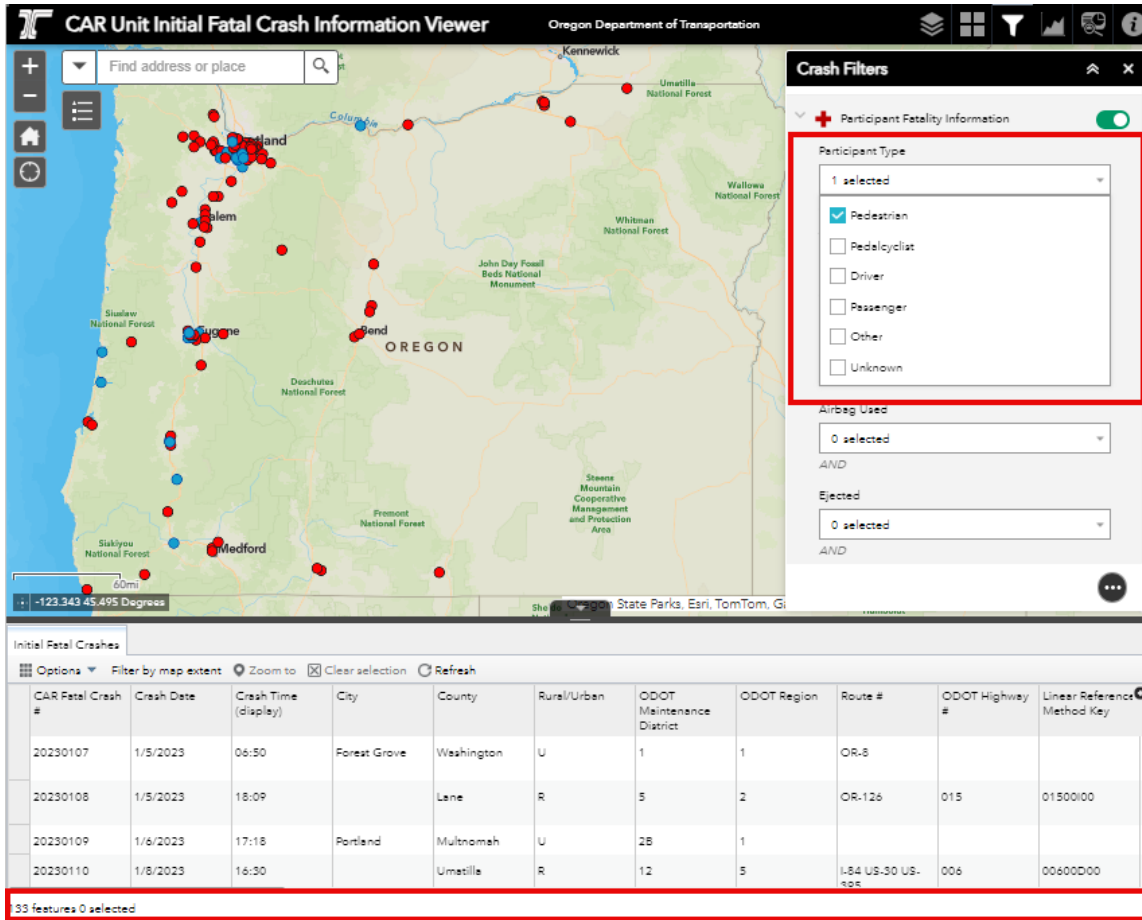 CAR Unit Initial Fatal Crash Information Viewer
Oregon Department of Transportation
Find address or place
Crash Filters
Participant Fatality Information
Participant Type
1 selected
Pedestrian
Pedalcyclist
Driver
Passenger
Other
Unknown
Airbag Used
0 selected
AND
Ejected
0 selected
AND
Kennewick
Umatilla
National Forest
Columbia
Wallowa
National Forest
Whitman
National Forest
John Day Fossil
Beds National
Monument
Siuslaw
National Forest
Bend
OREGON
Deschutes
National Forest
Steens
Mountain
Cooperative
Management
and Protection
Area
Fremont
National Forest
Siskiyou
National Forest
Medford
60mi
-123.343 45.495 Degrees
Oregon State Parks, Esri, TomTom, G
Initial Fatal Crashes
Options Filter by map extent Zoom to Clear selection Refresh
CAR Fatal Crash # Crash Date Crash Time (display) City County Rural/Urban ODOT Maintenance District ODOT Region Route # ODOT Highway # Linear Reference Method Key
20230107 1/5/2023 06:50 Forest Grove Washington U 1 1 OR-8
20230108 1/5/2023 18:09 Lane R 5 2 OR-126 015 01500I00
20230109 1/6/2023 17:18 Portland Multnomah U 2B 1
20230110 1/8/2023 16:30 Umatilla R 12 5 I-84 US-30 US-395 006 00600D00
133 features 0 selected